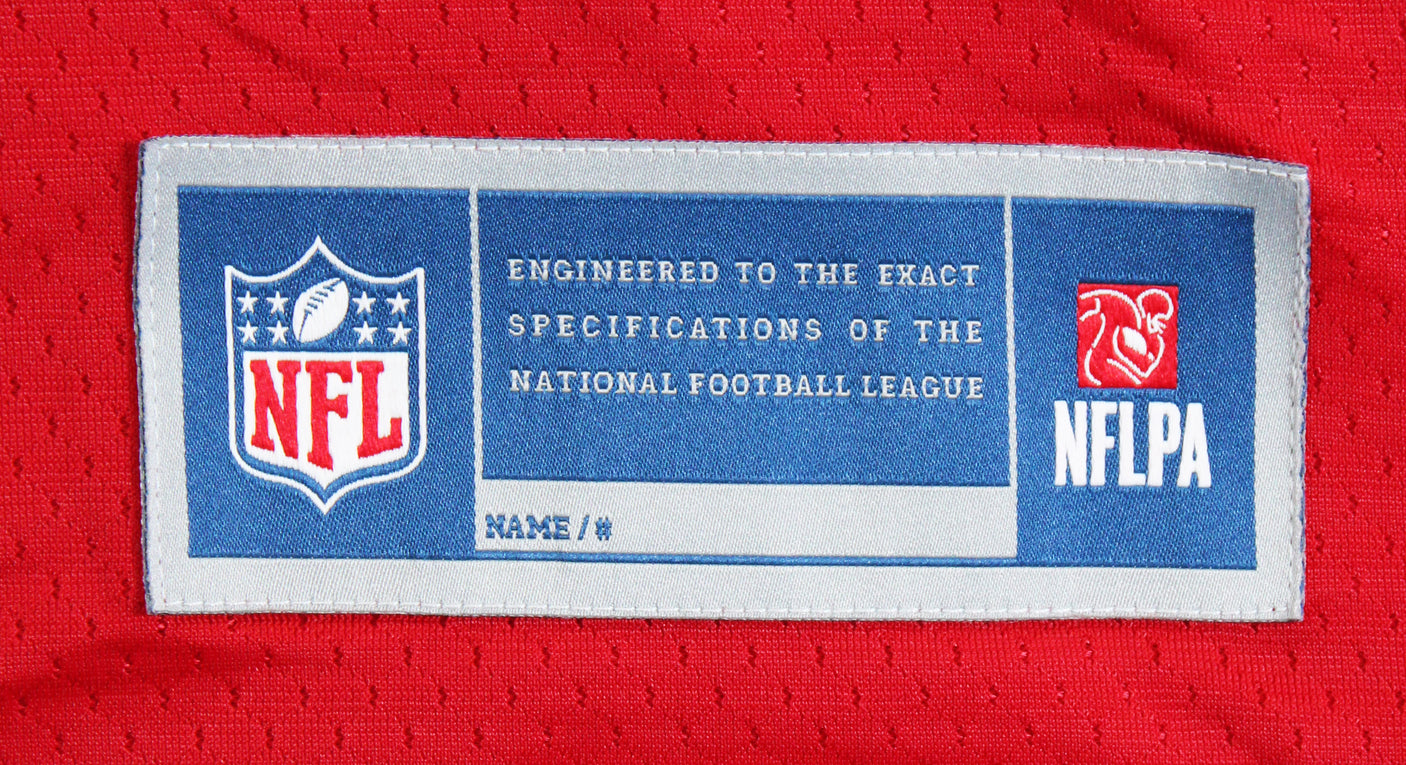 NFL
ENGINEERED TO THE EXACT
SPECIFICATIONS OF THE
NATIONAL FOOTBALL LEAGUE
NAME / #
NFLPA